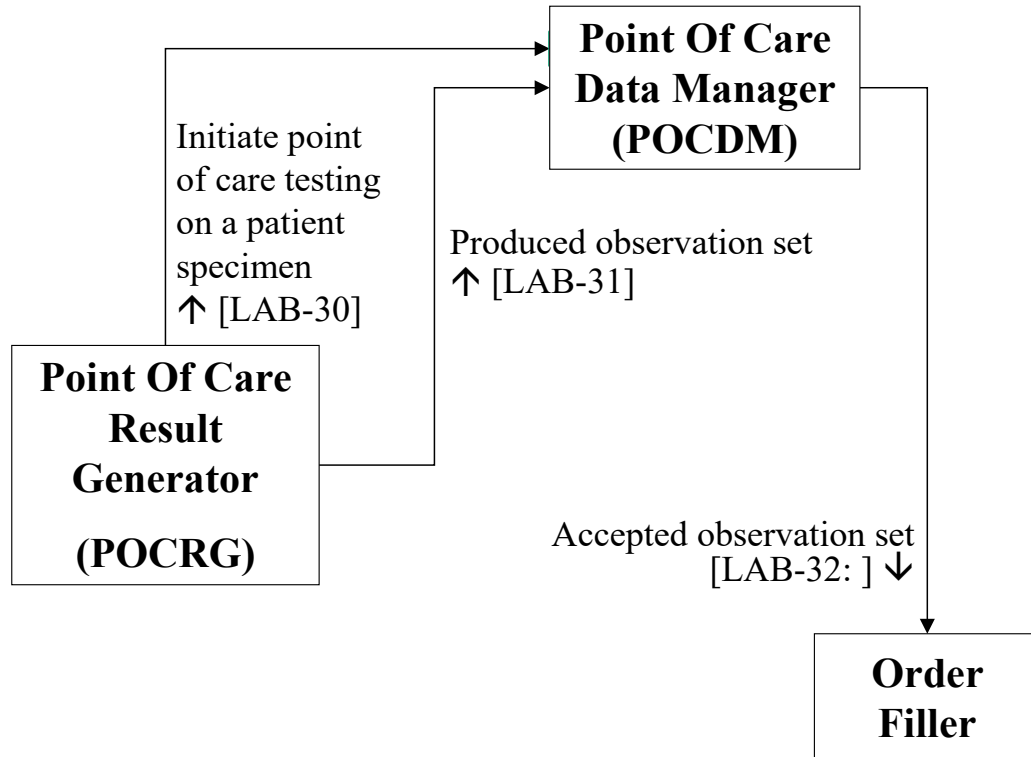 Point Of Care
Data Manager
(POCDM)
Initiate point
of care testing
on a patient
specimen
↑ [LAB-30]
Produced observation set
↑ [LAB-31]
Point Of Care
Result
Generator
(POCRG)
Accepted observation set
[LAB-32: ] ↓
Order
Filler